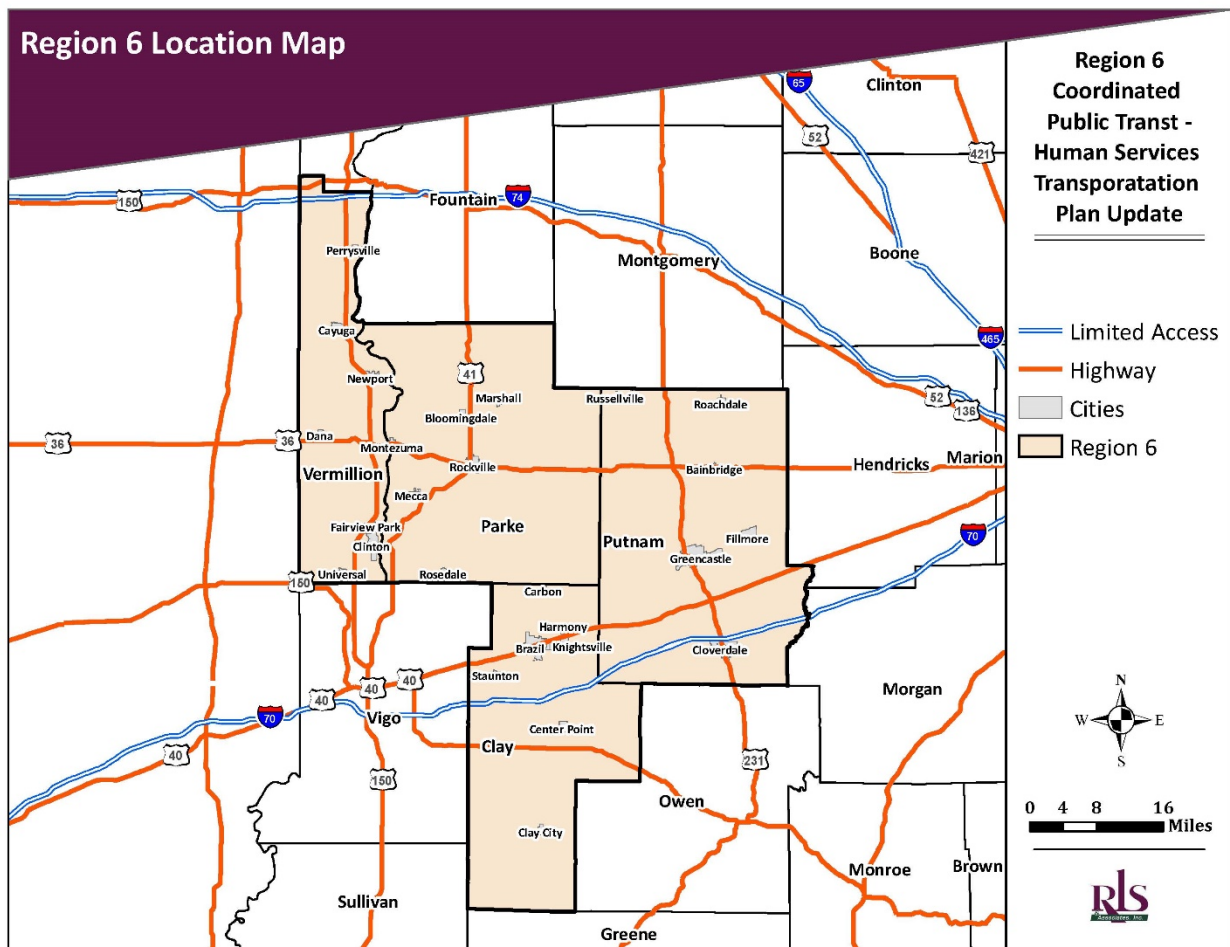 Region 6 Location Map
Region 6
Coordinated
Public Transt -
Human Services
Transporatation
Plan Update
Limited Access
Highway
Cities
Region 6
N
W E
S
0 4 8 16
Miles
RLS
& Associates, Inc.
65
Clinton
52
421
150
74
Fountain
Perrysville
Montgomery
Boone
Cayuga
465
Newport
41
Marshall
Russellville
Roachdale
52
136
Bloomingdale
36
36
Dana
Montezuma
Rockville
Bainbridge
Hendricks
Marion
Vermillion
Mecca
Parke
Putnam
Fairview Park
Clinton
Fillmore
70
Greencastle
150
Universal
Rosedale
Carbon
Harmony
Brazil
Knightsville
Cloverdale
Staunton
40
40
40
70
Vigo
Morgan
Center Point
40
Clay
150
231
Owen
Clay City
Monroe
Brown
Sullivan
Greene